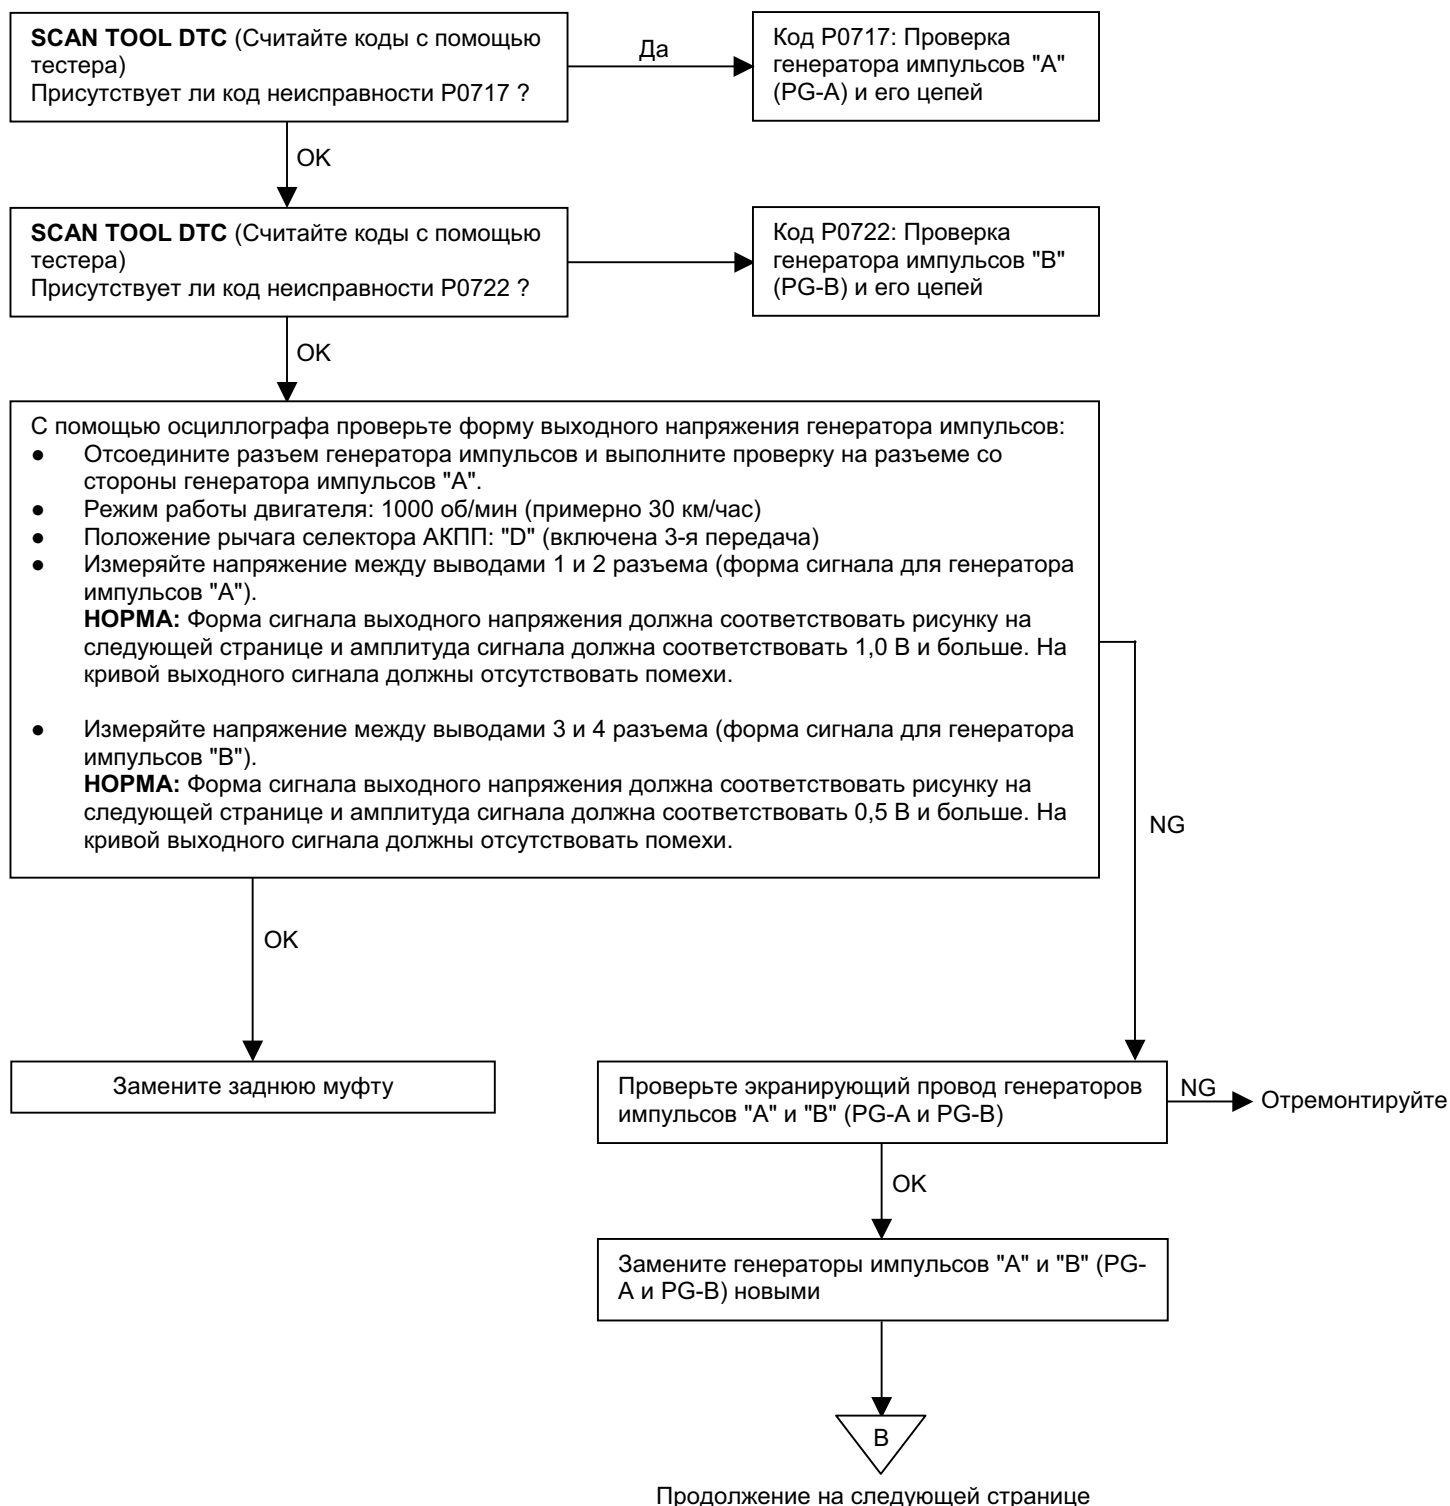 SCAN TOOL DTC (Считайте коды с помощью
тестера)
Присутствует ли код неисправности P0717 ?
Да
Код P0717: Проверка
генератора импульсов "А"
(PG-A) и его цепей
OK
SCAN TOOL DTC (Считайте коды с помощью
тестера)
Присутствует ли код неисправности P0722 ?
Код P0722: Проверка
генератора импульсов "В"
(PG-B) и его цепей
OK
С помощью осциллографа проверьте форму выходного напряжения генератора импульсов:
● Отсоедините разъем генератора импульсов и выполните проверку на разъеме со
стороны генератора импульсов "А".
● Режим работы двигателя: 1000 об/мин (примерно 30 км/час)
● Положение рычага селектора АКПП: "D" (включена 3-я передача)
● Измеряйте напряжение между выводами 1 и 2 разъема (форма сигнала для генератора
импульсов "А").
НОРМА: Форма сигнала выходного напряжения должна соответствовать рисунку на
следующей странице и амплитуда сигнала должна соответствовать 1,0 В и больше. На
кривой выходного сигнала должны отсутствовать помехи.
● Измеряйте напряжение между выводами 3 и 4 разъема (форма сигнала для генератора
импульсов "В").
НОРМА: Форма сигнала выходного напряжения должна соответствовать рисунку на
следующей странице и амплитуда сигнала должна соответствовать 0,5 В и больше. На
кривой выходного сигнала должны отсутствовать помехи.
NG
OK
Замените заднюю муфту
Проверьте экранирующий провод генераторов
импульсов "А" и "В" (PG-A и PG-B)
NG
Отремонтируйте
OK
Замените генераторы импульсов "А" и "В" (PG-
A и PG-B) новыми
B
Продолжение на следующей странице